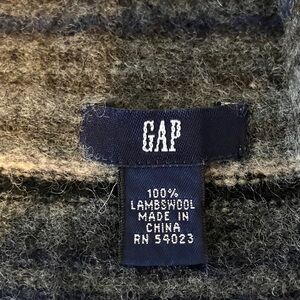 GAP
100%
LAMBSWOOL
MADE IN
CHINA
RN 54023